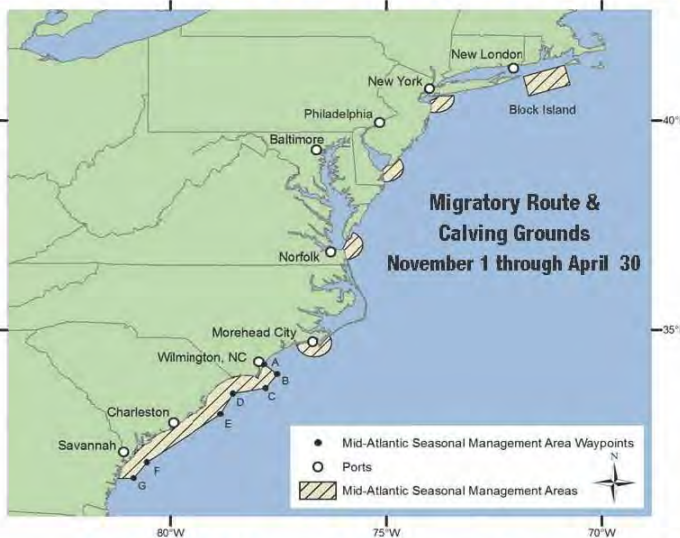 New London
New York
Block Island
Philadelphia
40°
Baltimore
Migratory Route &
Calving Grounds
November 1 through April 30
Norfolk
Morehead City
35°
Wilmington, NC
A
B
C
D
Charleston
E
Savannah
F
G
N
Mid-Atlantic Seasonal Management Area Waypoints
Ports
Mid-Atlantic Seasonal Management Areas
80°W
75°W
70°W